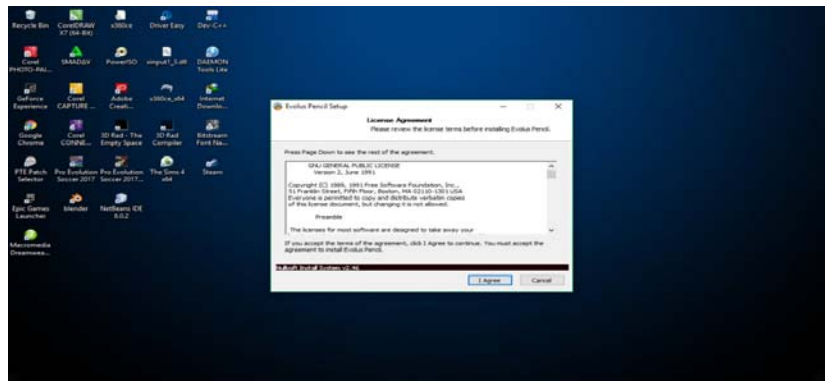 Recycle Bin
CorelDRAW X7 (64-Bit)
x360ce
Driver Easy
Dev-C++
Corel PHOTO-PAI...
SMADAV
PowerISO
xinput1_3.dll
DAEMON Tools Lite
GeForce Experience
Corel CAPTURE ...
Adobe Creati...
x360ce_x64
Internet Downlo...
Google Chrome
Corel CONNE...
3D Rad - The Empty Space
3D Rad Compiler
Bitstream Font Na...
PTE Patch Selector
Pro Evolution Soccer 2017
Pro Evolution Soccer 2017...
The Sims 4 x64
Steam
Epic Games Launcher
blender
NetBeans IDE 8.0.2
Macromedia Dreamwea...
Evolus Pencil Setup
License Agreement
Please review the license terms before installing Evolus Pencil.
Press Page Down to see the rest of the agreement.
GNU GENERAL PUBLIC LICENSE
Version 2, June 1991
Copyright (C) 1989, 1991 Free Software Foundation, Inc.,
51 Franklin Street, Fifth Floor, Boston, MA 02110-1301 USA
Everyone is permitted to copy and distribute verbatim copies
of this license document, but changing it is not allowed.
Preamble
The licenses for most software are designed to take away your
If you accept the terms of the agreement, click I Agree to continue. You must accept the
agreement to install Evolus Pencil.
Nullsoft Install System v2.46
I Agree
Cancel